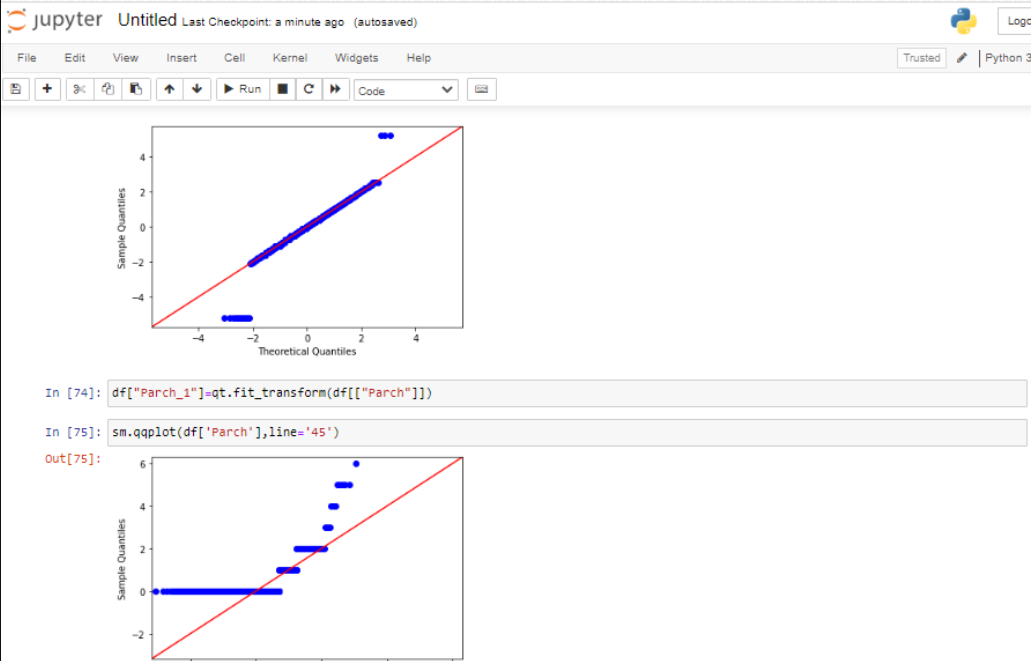 jupyter Untitled Last Checkpoint: a minute ago (autosaved)
Logo
File Edit View Insert Cell Kernel Widgets Help
Trusted Python 3
Run Code
4
2
0
−2
−4
Sample Quantiles
−4 −2 0 2 4
Theoretical Quantiles
In [74]: df["Parch_1"]=qt.fit_transform(df[["Parch"]])
In [75]: sm.qqplot(df['Parch'],line='45')
Out[75]:
6
4
2
0
−2
Sample Quantiles